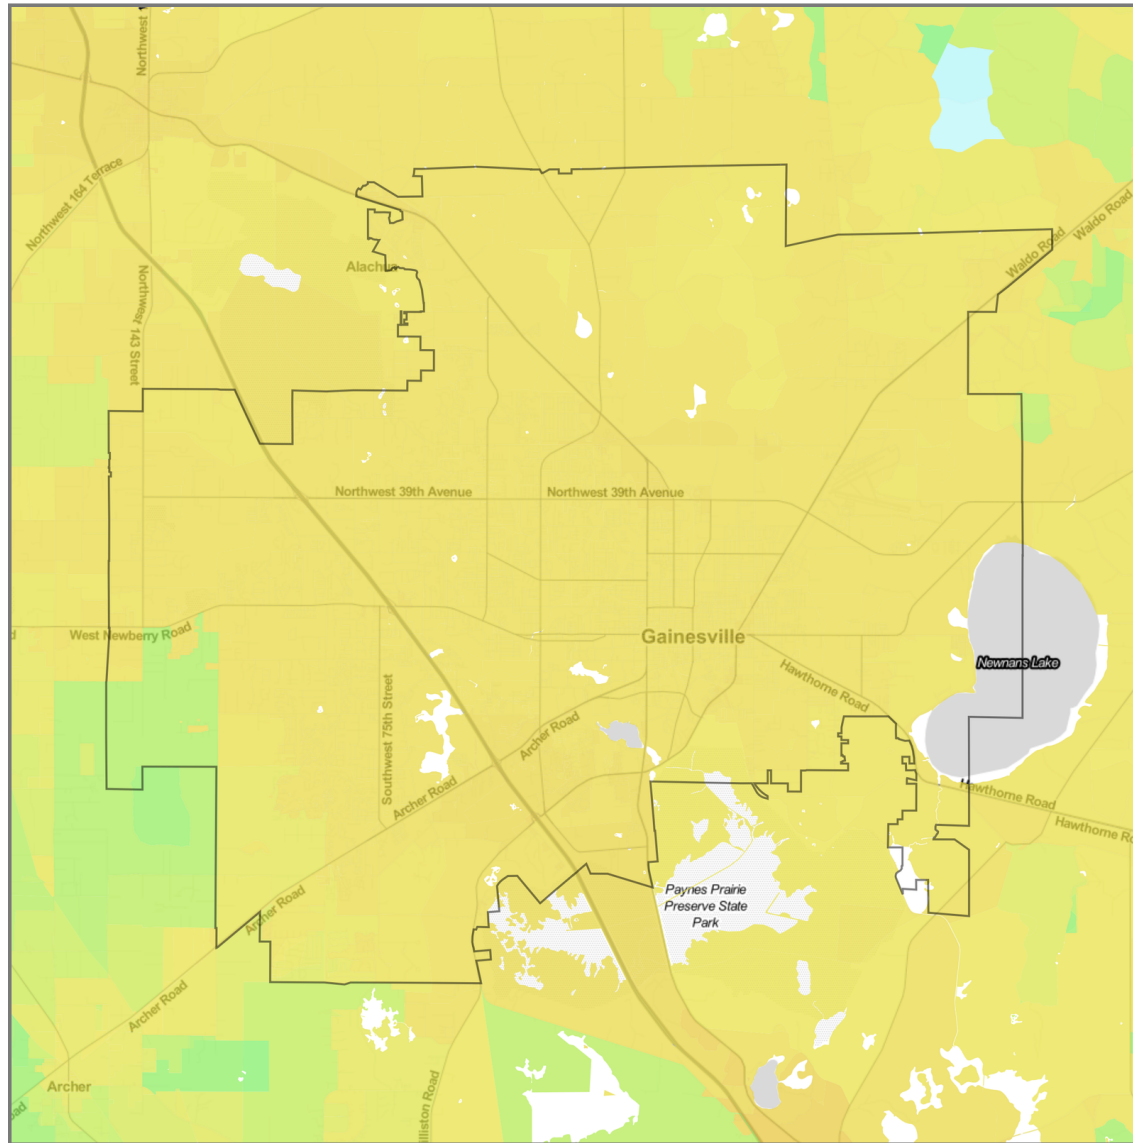 Northwest
Northwest 164 Terrace
Waldo Road
Waldo Road
Alachua
Northwest 143 Street
Northwest 39th Avenue
Northwest 39th Avenue
West Newberry Road
Gainesville
Newnans Lake
Hawthorne Road
Southwest 75th Street
Archer Road
Archer Road
Hawthorne Road
Hawthorne Ro
Paynes Prairie
Preserve State
Park
Archer Road
Archer Road
Archer
illiston Road
oad